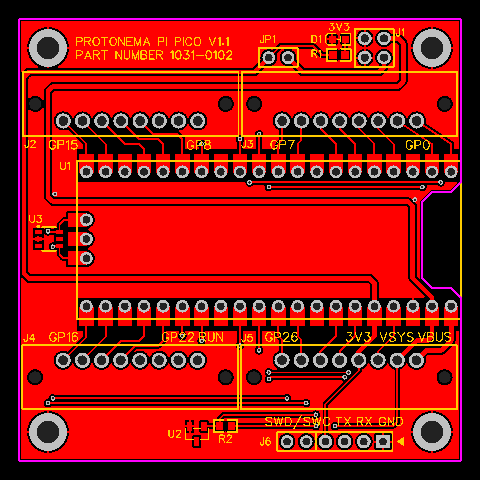 PROTONEMA PI PICO V1.1
PART NUMBER 1031-0102
JP1
3V3
D1
R1
J1
J2
GP15
GP8
J3
GP7
GP0
U1
U3
J4
GP16
GP22 RUN
J5
GP26
3V3 VSYS VBUS
U2
R2
SWD/SWC TX RX GND
J6